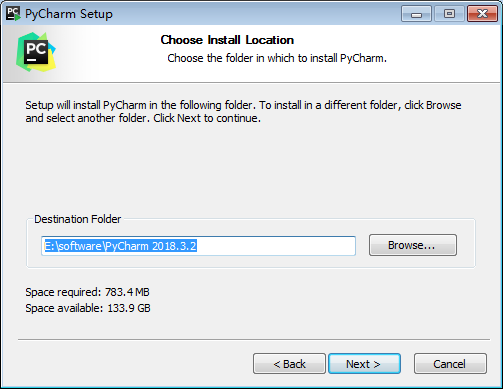 PyCharm Setup
PC
Choose Install Location
Choose the folder in which to install PyCharm.
Setup will install PyCharm in the following folder. To install in a different folder, click Browse
and select another folder. Click Next to continue.
Destination Folder
E:\software\PyCharm 2018.3.2
Browse...
Space required: 783.4 MB
Space available: 133.9 GB
< Back
Next >
Cancel